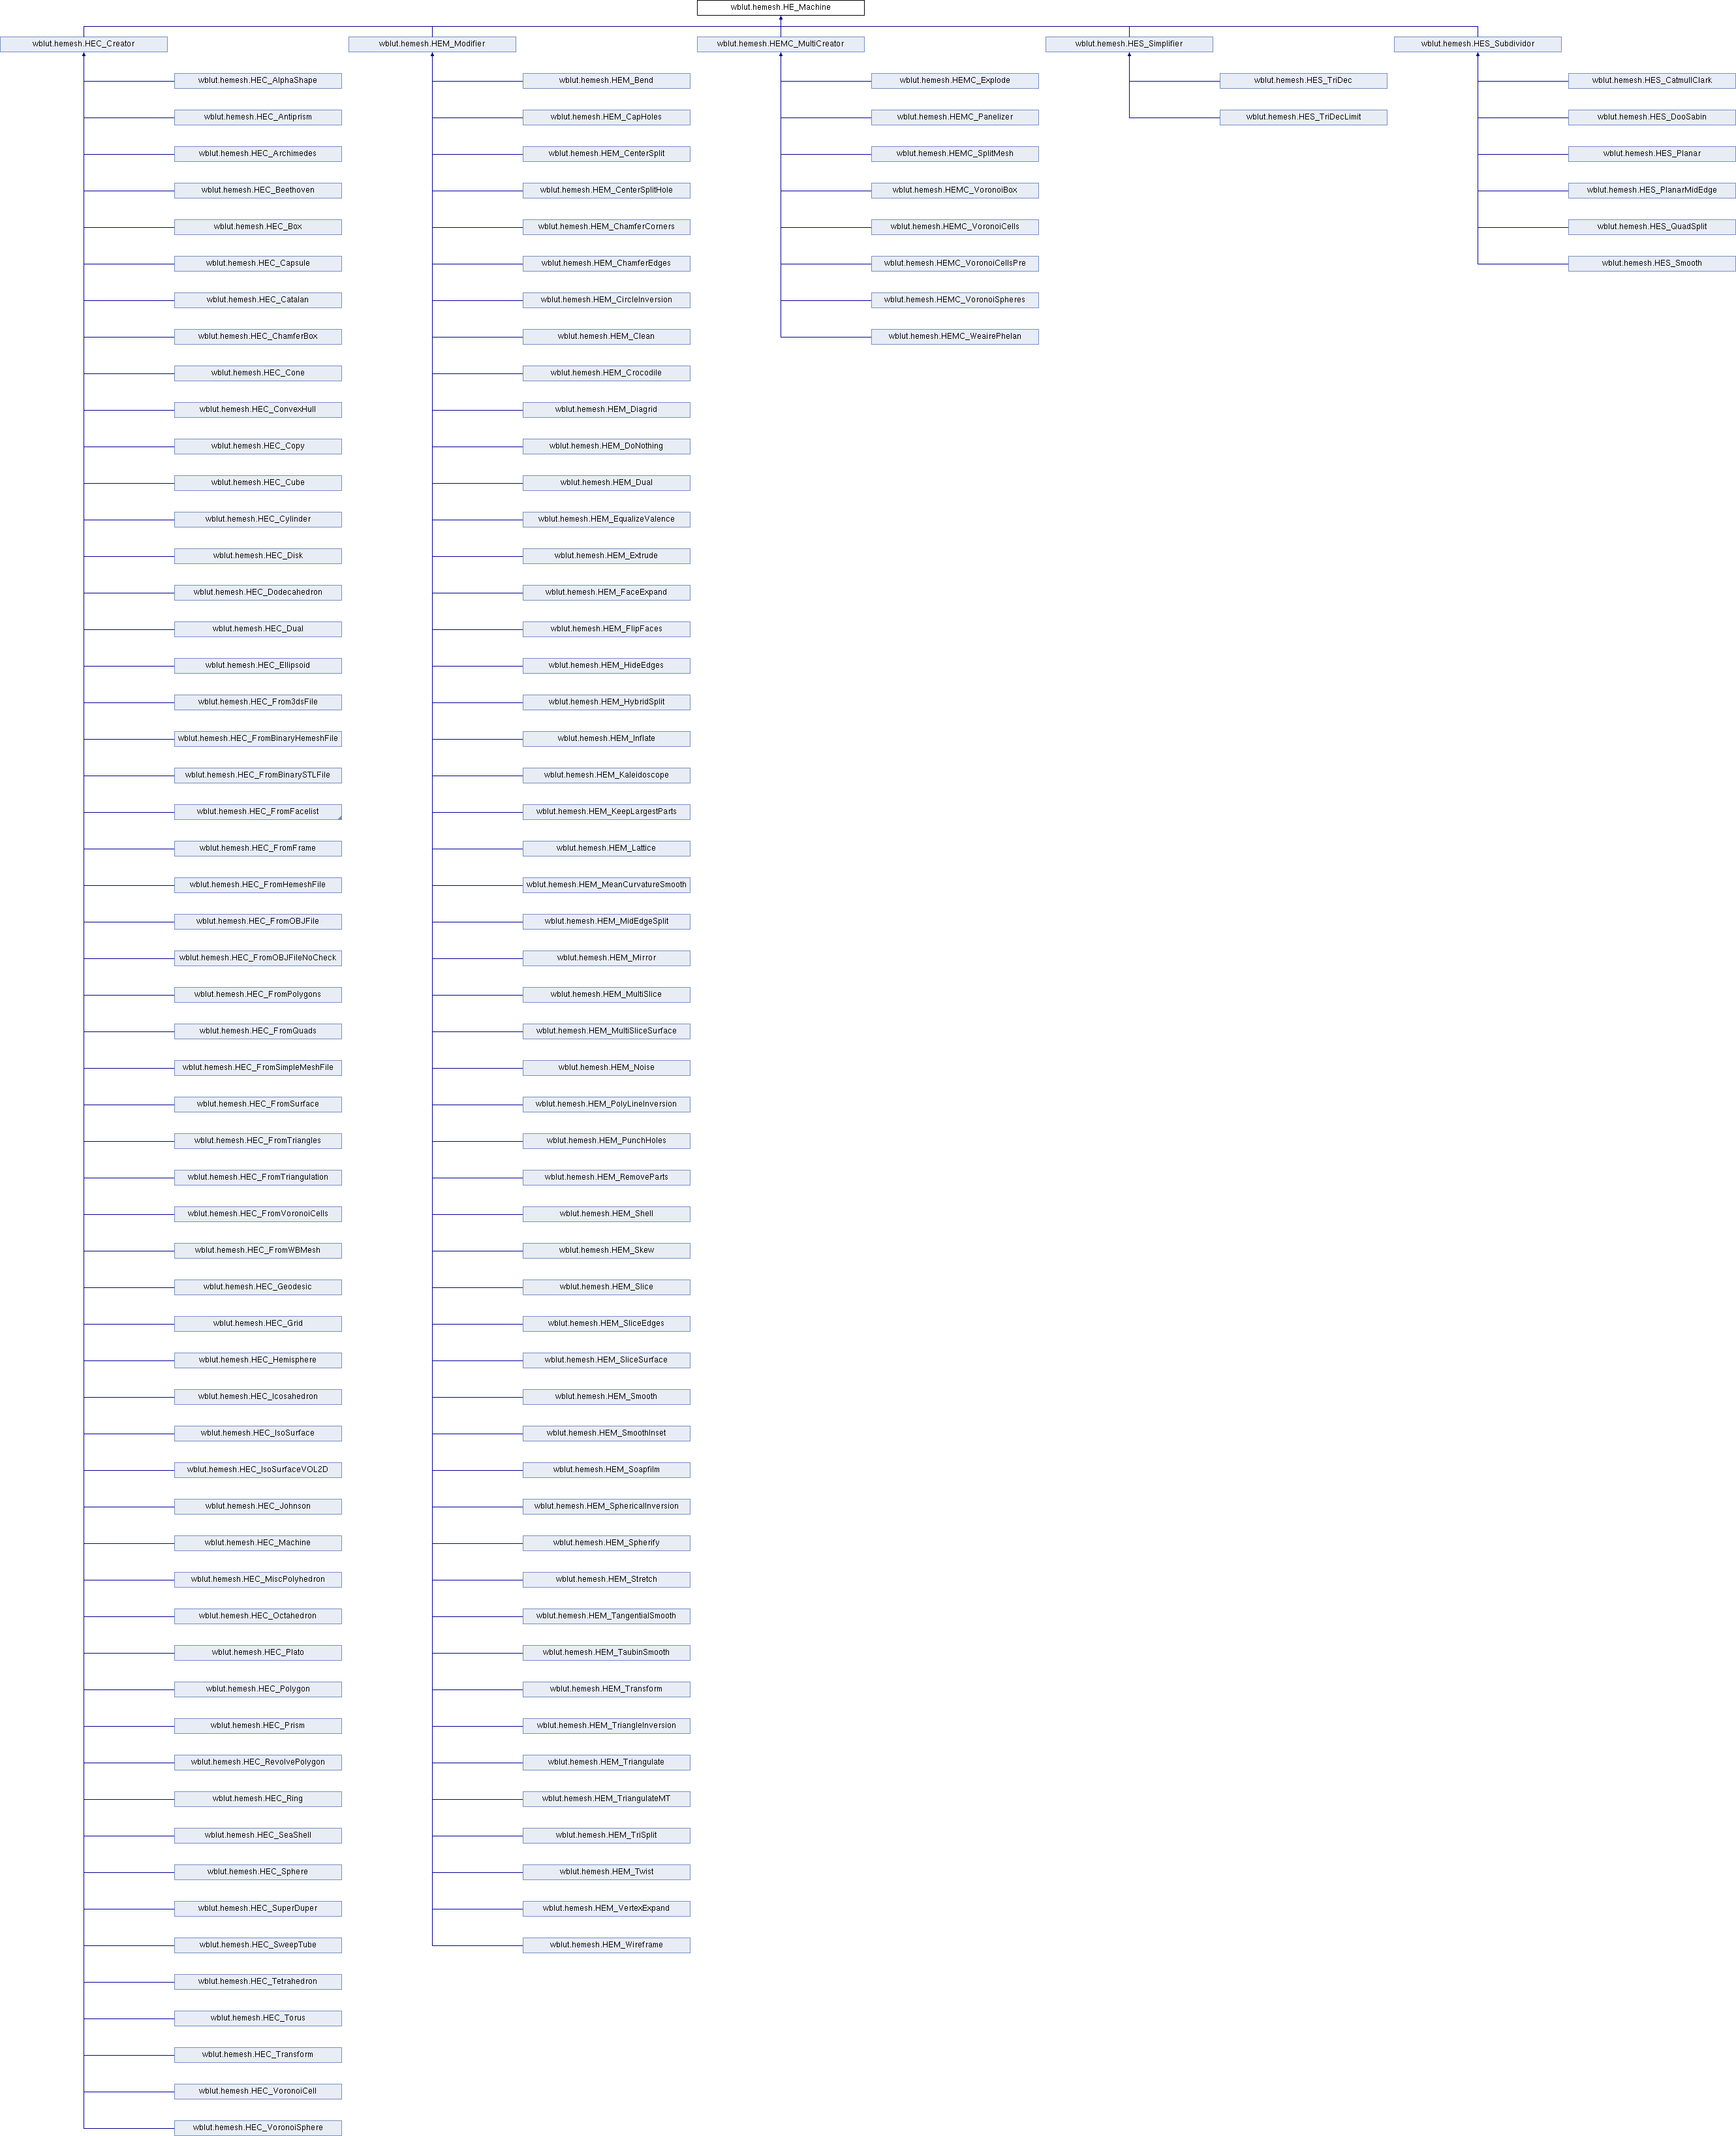 wblut.hemesh.HE_Machine
wblut.hemesh.HEC_Creator
wblut.hemesh.HEM_Modifier
wblut.hemesh.HEMC_MultiCreator
wblut.hemesh.HES_Simplifier
wblut.hemesh.HES_Subdividor
wblut.hemesh.HEC_AlphaShape
wblut.hemesh.HEC_Antiprism
wblut.hemesh.HEC_Archimedes
wblut.hemesh.HEC_Beethoven
wblut.hemesh.HEC_Box
wblut.hemesh.HEC_Capsule
wblut.hemesh.HEC_Catalan
wblut.hemesh.HEC_ChamferBox
wblut.hemesh.HEC_Cone
wblut.hemesh.HEC_ConvexHull
wblut.hemesh.HEC_Copy
wblut.hemesh.HEC_Cube
wblut.hemesh.HEC_Cylinder
wblut.hemesh.HEC_Disk
wblut.hemesh.HEC_Dodecahedron
wblut.hemesh.HEC_Dual
wblut.hemesh.HEC_Ellipsoid
wblut.hemesh.HEC_From3dsFile
wblut.hemesh.HEC_FromBinaryHemeshFile
wblut.hemesh.HEC_FromBinarySTLFile
wblut.hemesh.HEC_FromFacelist
wblut.hemesh.HEC_FromFrame
wblut.hemesh.HEC_FromHemeshFile
wblut.hemesh.HEC_FromOBJFile
wblut.hemesh.HEC_FromOBJFileNoCheck
wblut.hemesh.HEC_FromPolygons
wblut.hemesh.HEC_FromQuads
wblut.hemesh.HEC_FromSimpleMeshFile
wblut.hemesh.HEC_FromSurface
wblut.hemesh.HEC_FromTriangles
wblut.hemesh.HEC_FromTriangulation
wblut.hemesh.HEC_FromVoronoiCells
wblut.hemesh.HEC_FromWBMesh
wblut.hemesh.HEC_Geodesic
wblut.hemesh.HEC_Grid
wblut.hemesh.HEC_Hemisphere
wblut.hemesh.HEC_Icosahedron
wblut.hemesh.HEC_IsoSurface
wblut.hemesh.HEC_IsoSurfaceVOL2D
wblut.hemesh.HEC_Johnson
wblut.hemesh.HEC_Machine
wblut.hemesh.HEC_MiscPolyhedron
wblut.hemesh.HEC_Octahedron
wblut.hemesh.HEC_Plato
wblut.hemesh.HEC_Polygon
wblut.hemesh.HEC_Prism
wblut.hemesh.HEC_RevolvePolygon
wblut.hemesh.HEC_Ring
wblut.hemesh.HEC_SeaShell
wblut.hemesh.HEC_Sphere
wblut.hemesh.HEC_SuperDuper
wblut.hemesh.HEC_SweepTube
wblut.hemesh.HEC_Tetrahedron
wblut.hemesh.HEC_Torus
wblut.hemesh.HEC_Transform
wblut.hemesh.HEC_VoronoiCell
wblut.hemesh.HEC_VoronoiSphere
wblut.hemesh.HEM_Bend
wblut.hemesh.HEM_CapHoles
wblut.hemesh.HEM_CenterSplit
wblut.hemesh.HEM_CenterSplitHole
wblut.hemesh.HEM_ChamferCorners
wblut.hemesh.HEM_ChamferEdges
wblut.hemesh.HEM_CircleInversion
wblut.hemesh.HEM_Clean
wblut.hemesh.HEM_Crocodile
wblut.hemesh.HEM_Diagrid
wblut.hemesh.HEM_DoNothing
wblut.hemesh.HEM_Dual
wblut.hemesh.HEM_EqualizeValence
wblut.hemesh.HEM_Extrude
wblut.hemesh.HEM_FaceExpand
wblut.hemesh.HEM_FlipFaces
wblut.hemesh.HEM_HideEdges
wblut.hemesh.HEM_HybridSplit
wblut.hemesh.HEM_Inflate
wblut.hemesh.HEM_Kaleidoscope
wblut.hemesh.HEM_KeepLargestParts
wblut.hemesh.HEM_Lattice
wblut.hemesh.HEM_MeanCurvatureSmooth
wblut.hemesh.HEM_MidEdgeSplit
wblut.hemesh.HEM_Mirror
wblut.hemesh.HEM_MultiSlice
wblut.hemesh.HEM_MultiSliceSurface
wblut.hemesh.HEM_Noise
wblut.hemesh.HEM_PolyLineInversion
wblut.hemesh.HEM_PunchHoles
wblut.hemesh.HEM_RemoveParts
wblut.hemesh.HEM_Shell
wblut.hemesh.HEM_Skew
wblut.hemesh.HEM_Slice
wblut.hemesh.HEM_SliceEdges
wblut.hemesh.HEM_SliceSurface
wblut.hemesh.HEM_Smooth
wblut.hemesh.HEM_SmoothInset
wblut.hemesh.HEM_Soapfilm
wblut.hemesh.HEM_SphericalInversion
wblut.hemesh.HEM_Spherify
wblut.hemesh.HEM_Stretch
wblut.hemesh.HEM_TangentialSmooth
wblut.hemesh.HEM_TaubinSmooth
wblut.hemesh.HEM_Transform
wblut.hemesh.HEM_TriangleInversion
wblut.hemesh.HEM_Triangulate
wblut.hemesh.HEM_TriangulateMT
wblut.hemesh.HEM_TriSplit
wblut.hemesh.HEM_Twist
wblut.hemesh.HEM_VertexExpand
wblut.hemesh.HEM_Wireframe
wblut.hemesh.HEMC_Explode
wblut.hemesh.HEMC_Panelizer
wblut.hemesh.HEMC_SplitMesh
wblut.hemesh.HEMC_VoronoiBox
wblut.hemesh.HEMC_VoronoiCells
wblut.hemesh.HEMC_VoronoiCellsPre
wblut.hemesh.HEMC_VoronoiSpheres
wblut.hemesh.HEMC_WeairePhelan
wblut.hemesh.HES_TriDec
wblut.hemesh.HES_TriDecLimit
wblut.hemesh.HES_CatmullClark
wblut.hemesh.HES_DooSabin
wblut.hemesh.HES_Planar
wblut.hemesh.HES_PlanarMidEdge
wblut.hemesh.HES_QuadSplit
wblut.hemesh.HES_Smooth